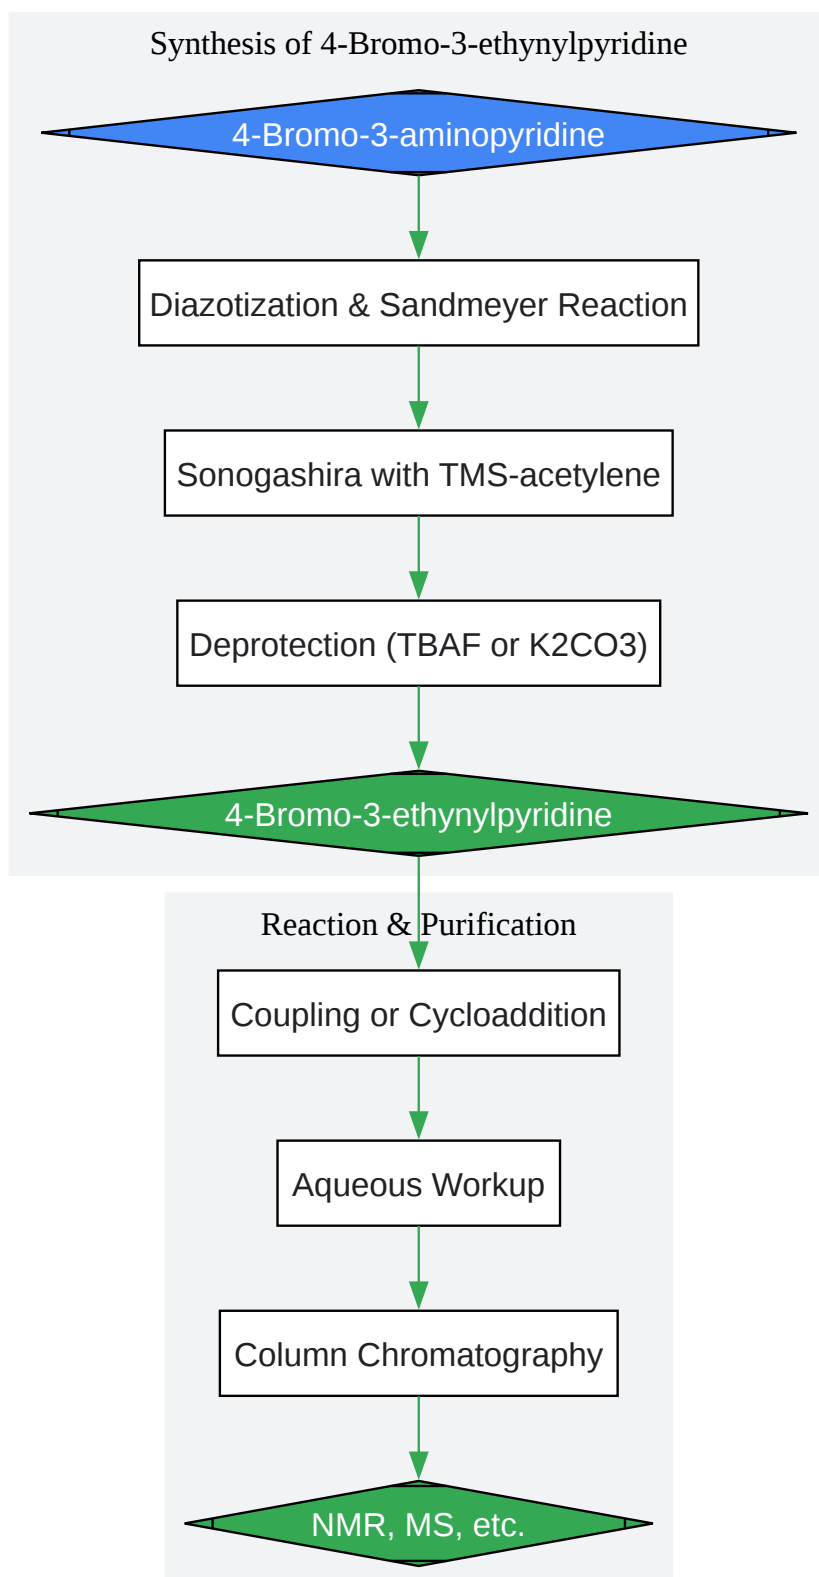 Synthesis of 4-Bromo-3-ethynylpyridine
4-Bromo-3-aminopyridine
Diazotization & Sandmeyer Reaction
Sonogashira with TMS-acetylene
Deprotection (TBAF or K2CO3)
4-Bromo-3-ethynylpyridine
Reaction & Purification
Coupling or Cycloaddition
Aqueous Workup
Column Chromatography
NMR, MS, etc.